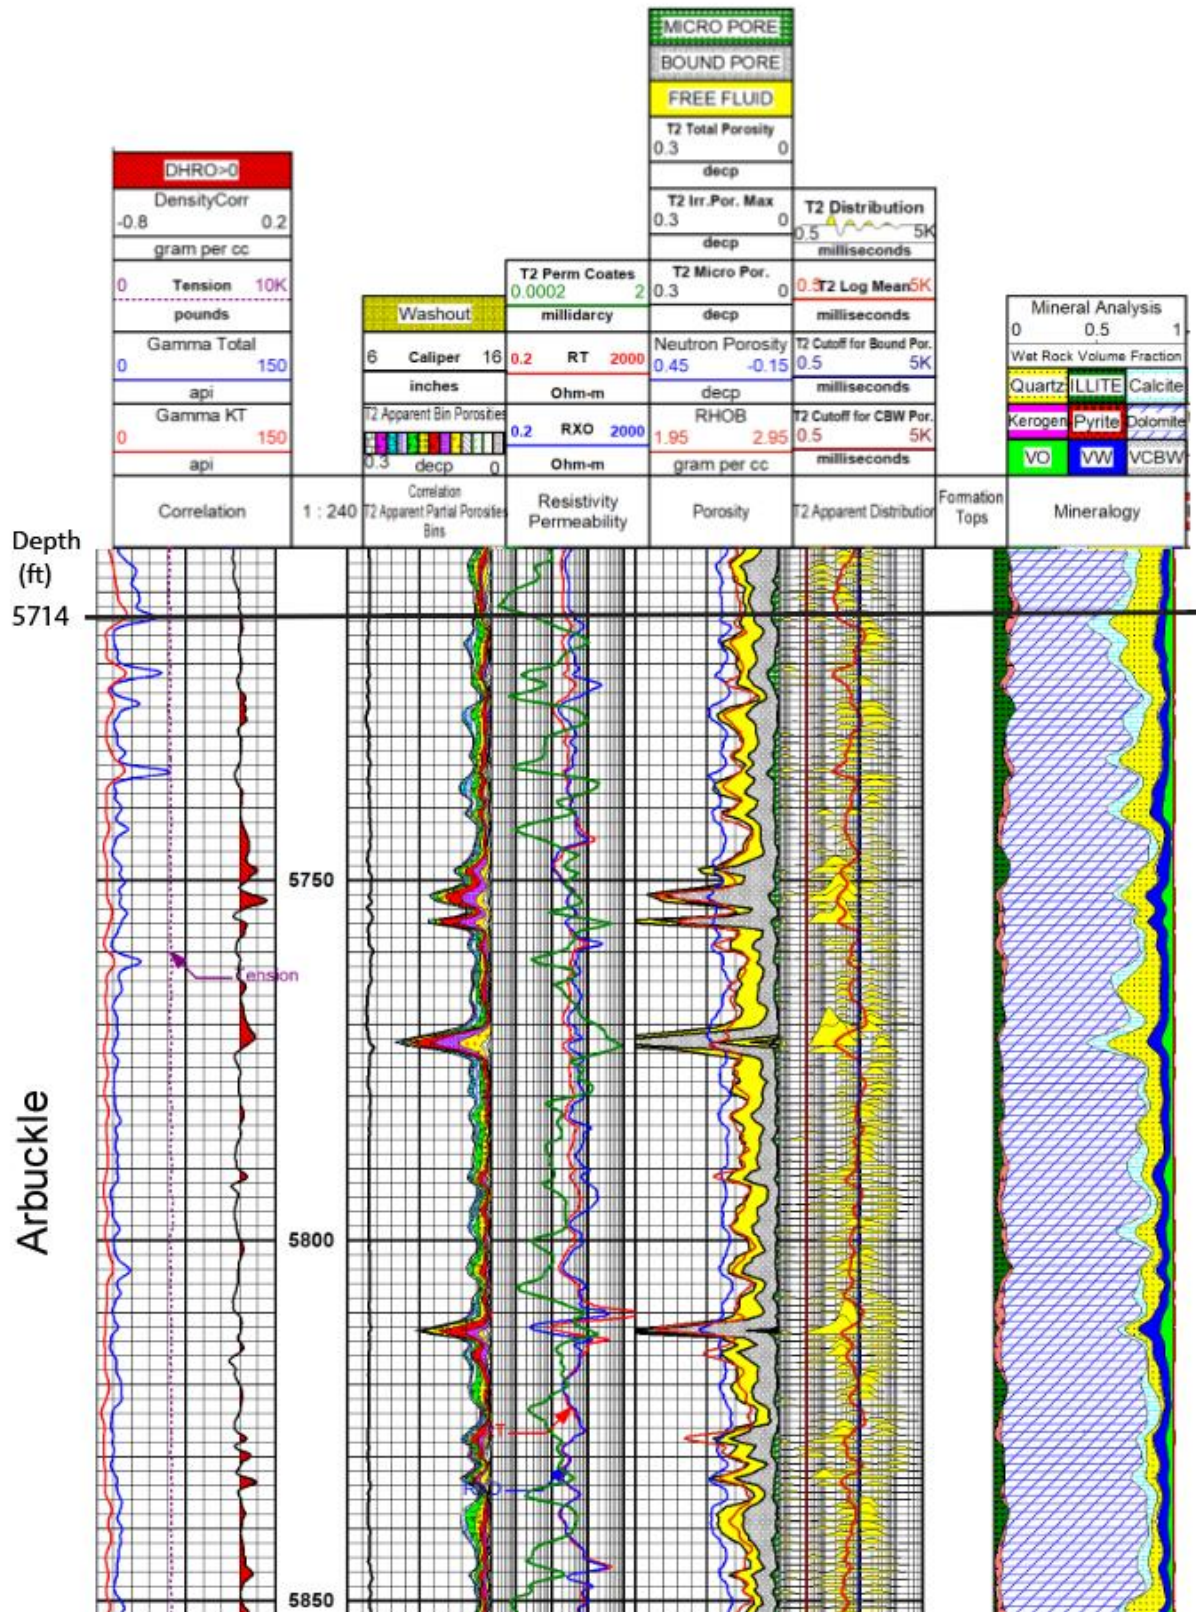 MICRO PORE
BOUND PORE
FREE FLUID
T2 Total Porosity
0.3 0
decp
T2 Irr.Por. Max
0.3 0
decp
T2 Micro Por.
0.3 0
decp
Neutron Porosity
0.45 -0.15
decp
RHOB
1.95 2.95
gram per cc
Porosity
DHRO>0
DensityCorr
-0.8 0.2
gram per cc
0 Tension 10K
pounds
Gamma Total
0 150
api
Gamma KT
0 150
api
Correlation
1 : 240
Washout
6 Caliper 16
inches
T2 Apparent Bin Porosities
0.3 decp 0
Correlation
T2 Apparent Partial Porosities
Bins
T2 Perm Coates
0.0002 2
millidarcy
0.2 RT 2000
Ohm-m
0.2 RXO 2000
Ohm-m
Resistivity
Permeability
T2 Distribution
0.5 5K
milliseconds
T2 Log Mean 5K
milliseconds
T2 Cutoff for Bound Por.
0.5 5K
milliseconds
T2 Cutoff for CBW Por.
0.5 5K
milliseconds
T2 Apparent Distribution
Formation
Tops
Mineral Analysis
0 0.5 1
Wet Rock Volume Fraction
Quartz ILLITE Calcite
Kerogen Pyrite Dolomite
VO VW VCBW
Mineralogy
Depth
(ft)
5714
5750
Tension
5800
Arbuckle
5850